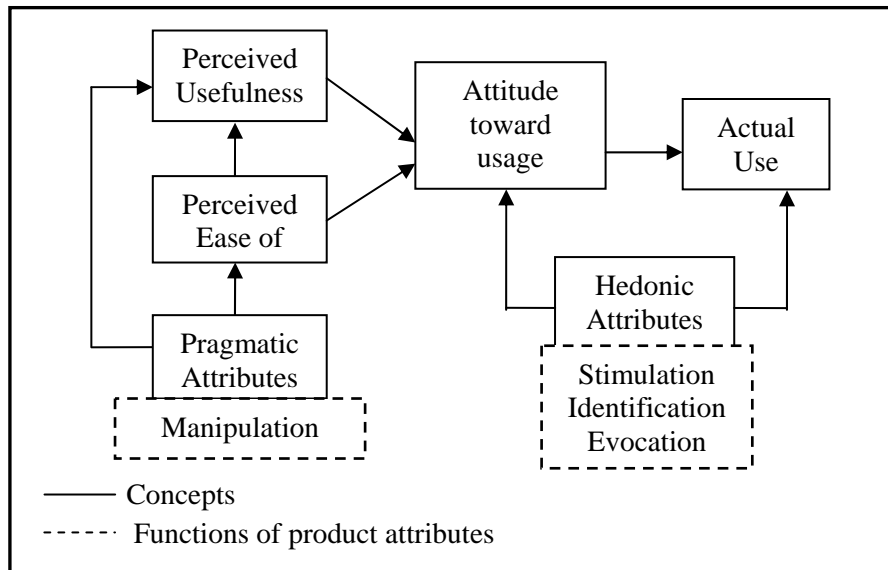 Perceived
Usefulness
Attitude
toward
usage
Actual
Use
Perceived
Ease of
Hedonic
Attributes
Pragmatic
Attributes
Stimulation
Identification
Evocation
Manipulation
Concepts
Functions of product attributes